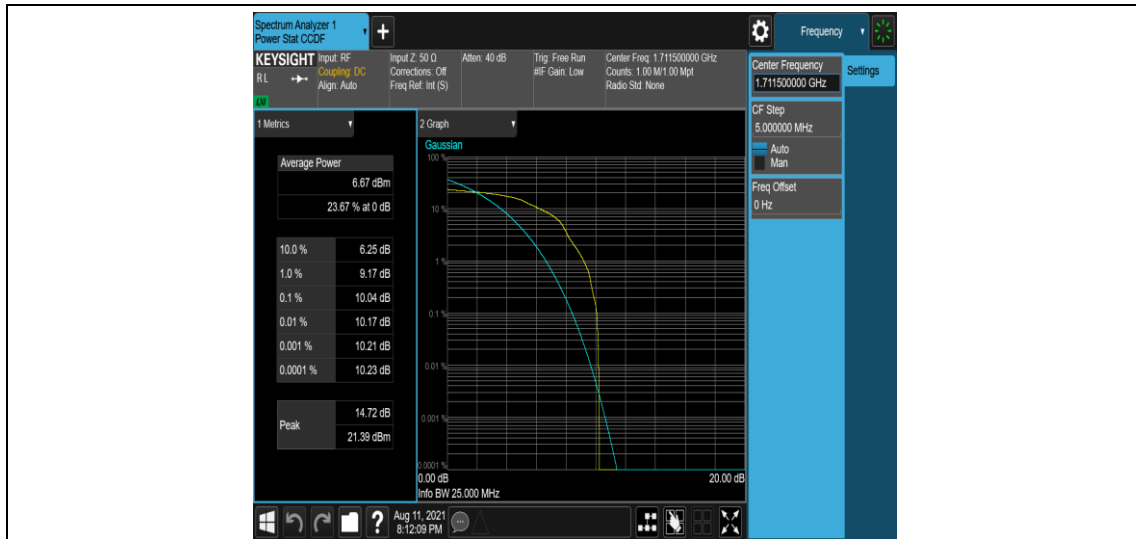 Spectrum Analyzer 1
Power Stat CCDF
+
Frequency
KEYSIGHT
RL
LXI
Input: RF
Coupling: DC
Align: Auto
Input Z: 50 Ω
Corrections: Off
Freq Ref: Int (S)
Atten: 40 dB
Trig: Free Run
#IF Gain: Low
Center Freq: 1.711500000 GHz
Counts: 1.00 M/1.00 Mpt
Radio Std: None
Center Frequency
1.711500000 GHz
Settings
CF Step
5.000000 MHz
Auto
Man
Freq Offset
0 Hz
1 Metrics
Average Power
6.67 dBm
23.67 % at 0 dB
10.0 % 6.25 dB
1.0 % 9.17 dB
0.1 % 10.04 dB
0.01 % 10.17 dB
0.001 % 10.21 dB
0.0001 % 10.23 dB
Peak
14.72 dB
21.39 dBm
2 Graph
Gaussian
100 %
10 %
1 %
0.1 %
0.01 %
0.001 %
0.0001 %
0.00 dB 20.00 dB
Info BW 25.000 MHz
?
Aug 11, 2021
8:12:09 PM